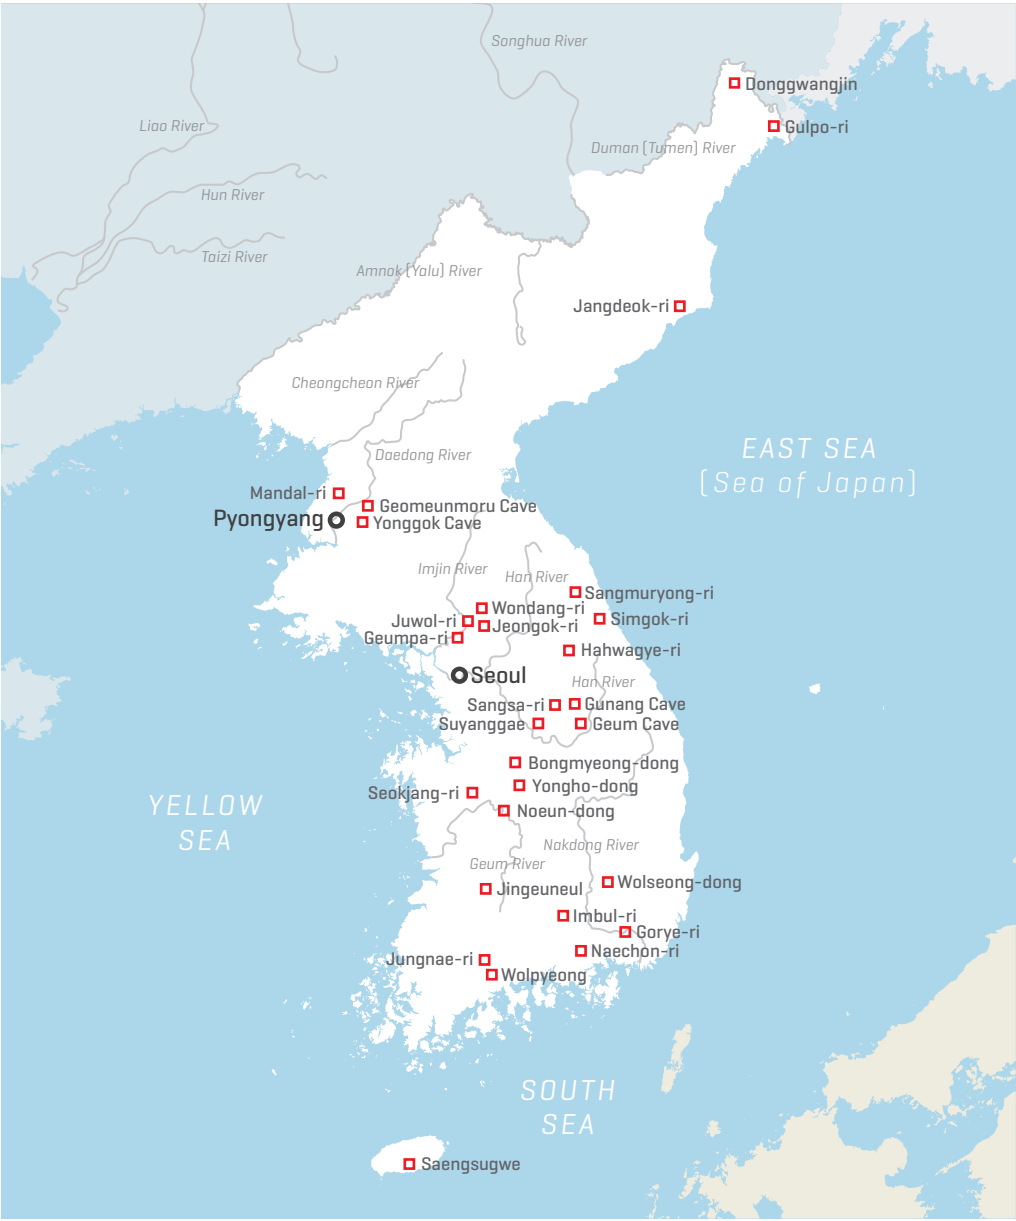 Songhua River
Donggwangjin
Liao River
Gulpo-ri
Duman (Tumen) River
Hun River
Taizi River
Amnok (Yalu) River
Jangdeok-ri
Cheongcheon River
EAST SEA
(Sea of Japan)
Daedong River
Mandal-ri
Geomeunmoru Cave
Pyongyang
Yonggok Cave
Imjin River
Han River
Sangmuryong-ri
Wondang-ri
Juwol-ri
Simgok-ri
Jeongok-ri
Geumpa-ri
Hahwagye-ri
Seoul
Han River
Sangsa-ri
Gunang Cave
Suyanggae
Geum Cave
Bongmyeong-dong
Yongho-dong
Seokjang-ri
YELLOW
SEA
Noeun-dong
Nakdong River
Geum River
Wolseong-dong
Jingeuneul
Imbul-ri
Gorye-ri
Naechon-ri
Jungnae-ri
Wolpyeong
SOUTH
SEA
Saengsugwe